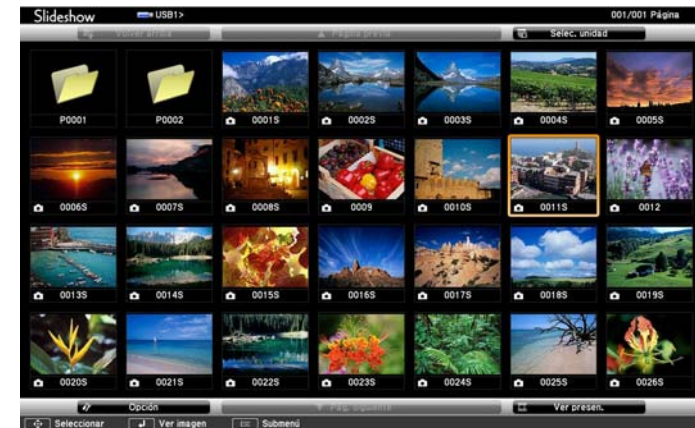 Slideshow USB1> 001/001 Página
Volver arriba Página previa Selec. unidad
P0001 P0002 0001S 0002S 0003S 0004S 0005S
0006S 0007S 0008S 0009 0010S 0011S 0012
0013S 0014S 0015S 0016S 0017S 0018S 0019S
0020S 0021S 0022S 0023S 0024S 0025S 0026S
Opción Pág. siguiente Ver presen.
Seleccionar Ver imagen Esc Submenú